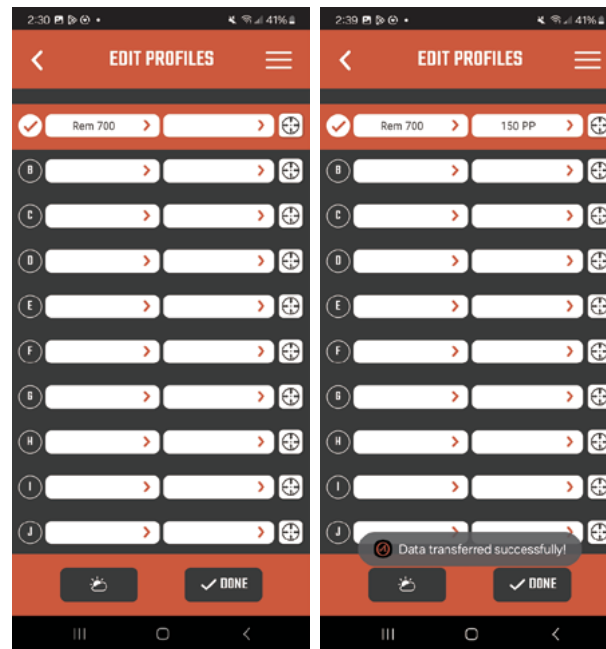 2:30 41%
EDIT PROFILES
Rem 700
B
C
D
E
F
G
H
I
J
DONE
2:39 41%
EDIT PROFILES
Rem 700 150 PP
B
C
D
E
F
G
H
I
J
Data transferred successfully!
DONE